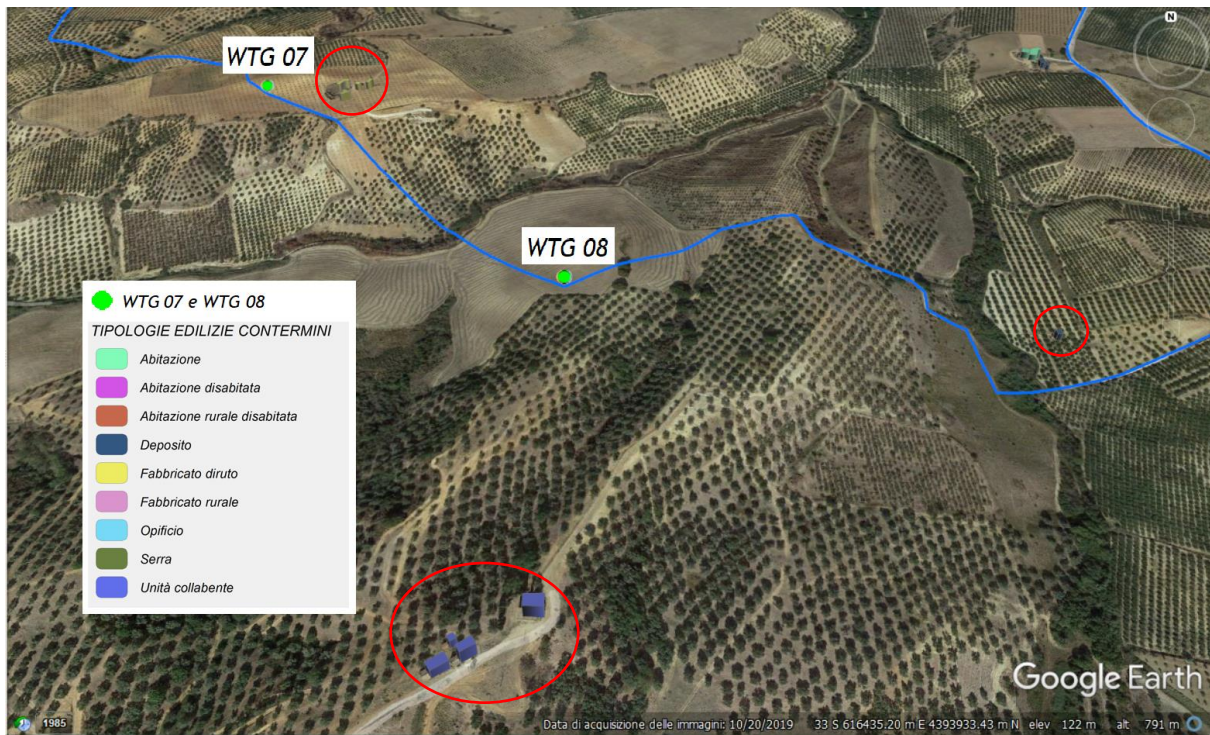 N
WTG 07
WTG 08
WTG 07 e WTG 08
TIPOLOGIE EDILIZIE CONTERMINI
Abitazione
Abitazione disabitata
Abitazione rurale disabitata
Deposito
Fabbricato diruto
Fabbricato rurale
Opificio
Serra
Unità collabente
Google Earth
1985
Data di acquisizione delle immagini: 10/20/2019 33 S 616435.20 m E 4393933.43 m N elev 122 m alt 791 m